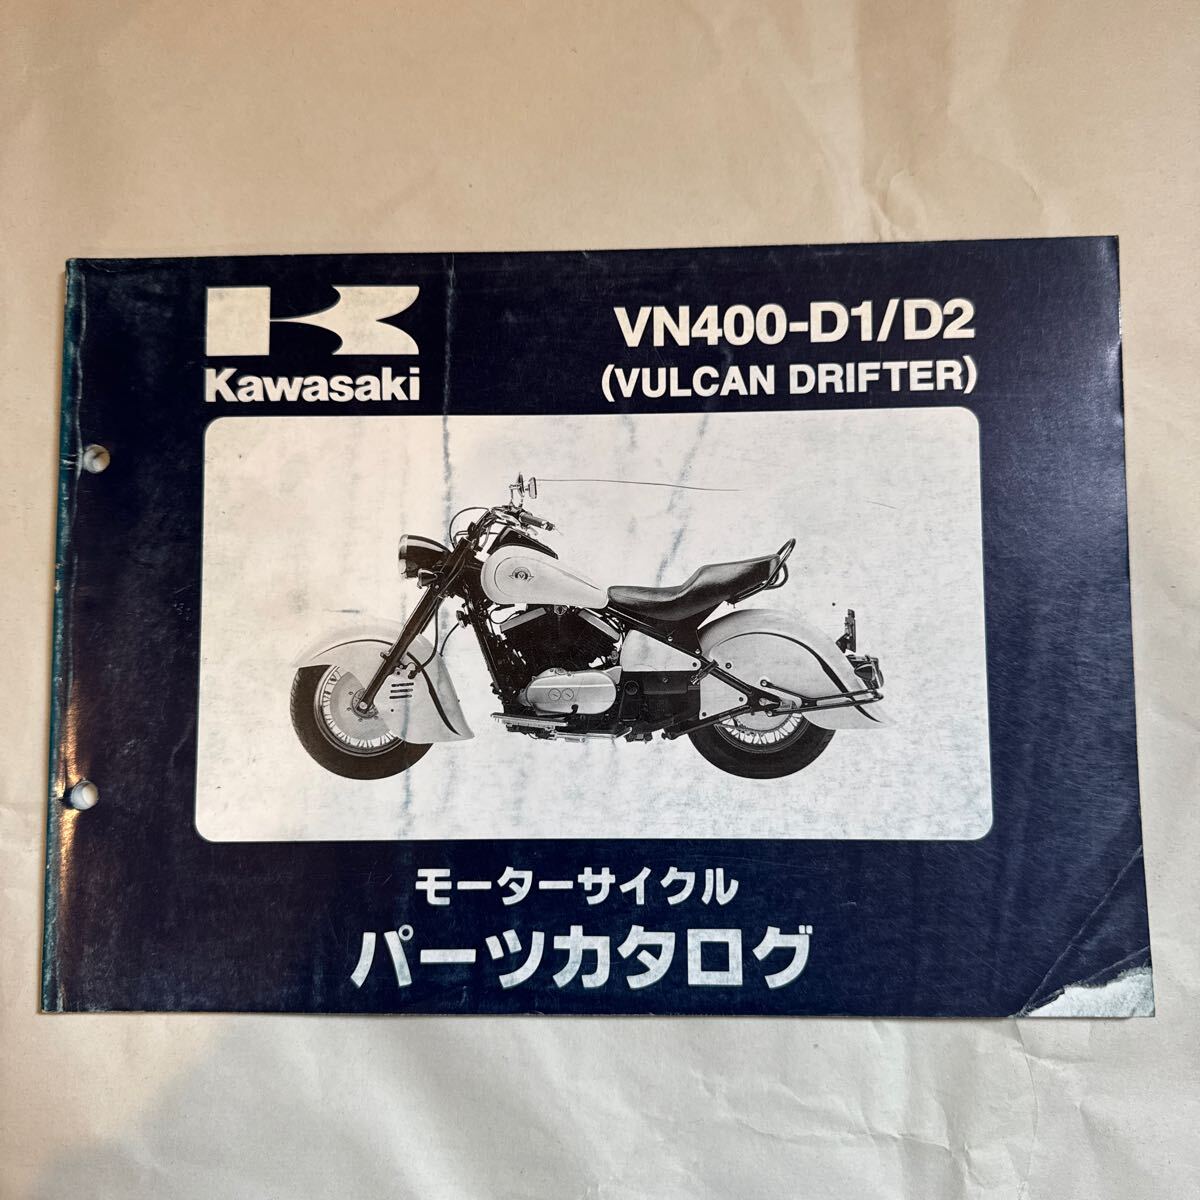 Kawasaki
VN400-D1/D2
(VULCAN DRIFTER)
モーターサイクル
パーツカタログ